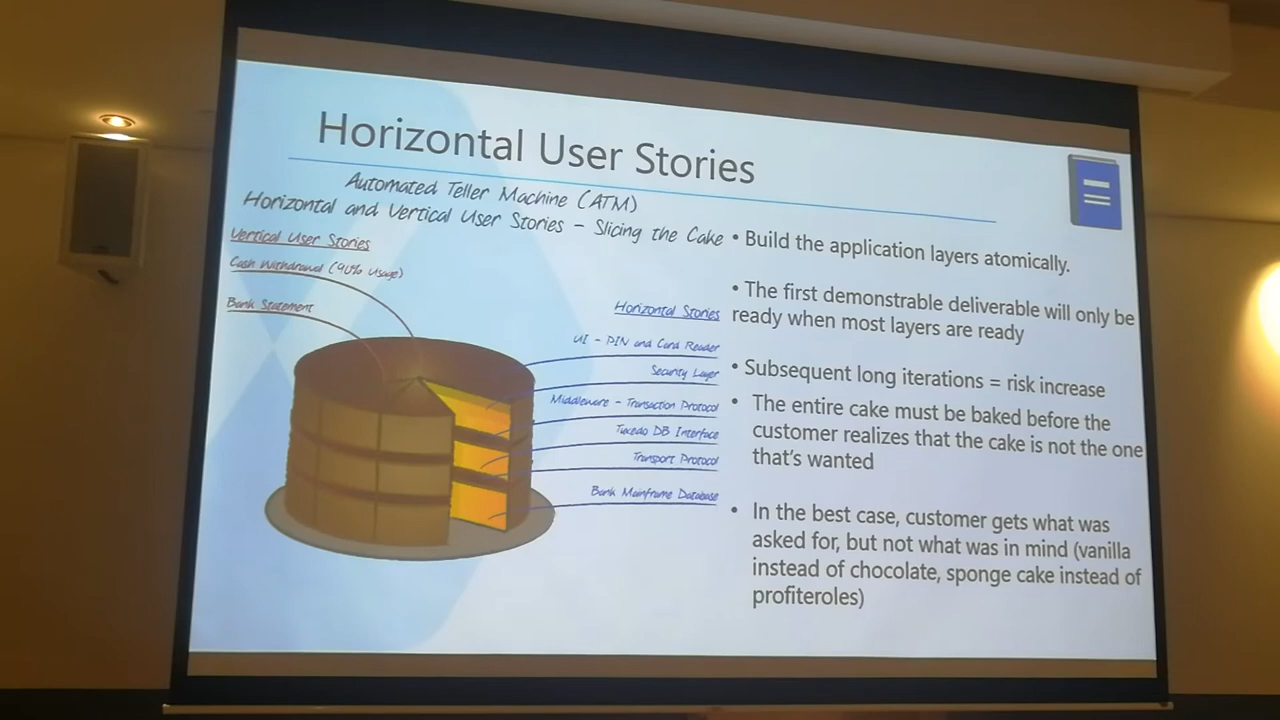 Horizontal User Stories
Automated Teller Machine (ATM)
Horizontal and Vertical User Stories - Slicing the Cake
Vertical User Stories
Cash Withdrawal (90% Usage)
Bank Statement
Horizontal Stories
UI - PIN and Card Reader
Security Layer
Middleware - Transaction Protocol
Tuxedo DB Interface
Transport Protocol
Bank Mainframe Database
• Build the application layers atomically.
• The first demonstrable deliverable will only be
ready when most layers are ready
• Subsequent long iterations = risk increase
• The entire cake must be baked before the
customer realizes that the cake is not the one
that's wanted
• In the best case, customer gets what was
asked for, but not what was in mind (vanilla
instead of chocolate, sponge cake instead of
profiteroles)